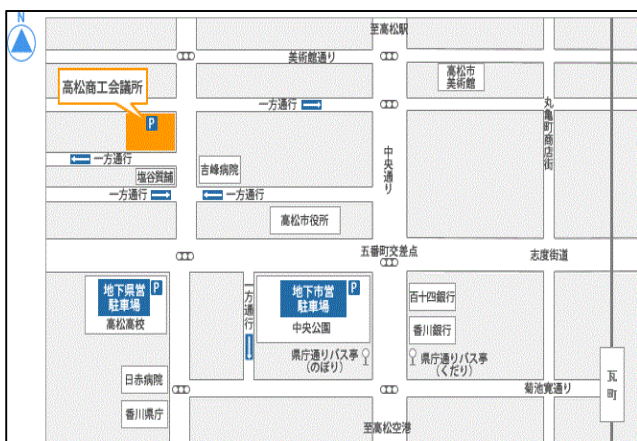 N
至高松駅
美術館通り
高松市
美術館
高松商工会議所
P
一方通行
丸亀町商店街
中央通り
一方通行
塩谷質舗
吉峰病院
一方通行
一方通行
高松市役所
五番町交差点
志度街道
地下県営
駐車場
P
高松高校
一方通行
地下市営
駐車場
P
中央公園
百十四銀行
香川銀行
県庁通りバス亭
(のぼり)
県庁通りバス亭
(くだり)
日赤病院
香川県庁
菊池寛通り
瓦町
至高松空港